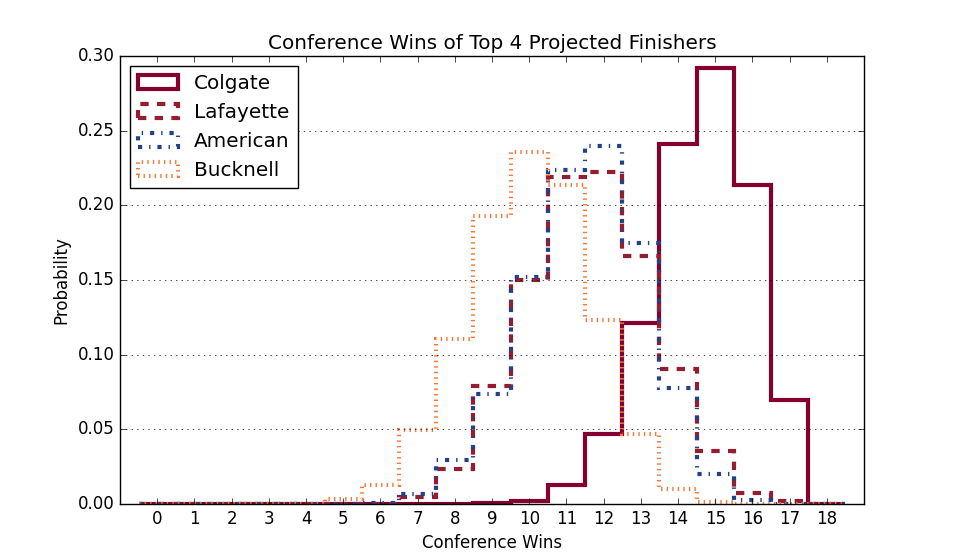 Conference Wins of Top 4 Projected Finishers
0.30
0.25
0.20
0.15
0.10
0.05
0.00
Probability
Colgate
Lafayette
American
Bucknell
0 1 2 3 4 5 6 7 8 9 10 11 12 13 14 15 16 17 18
Conference Wins